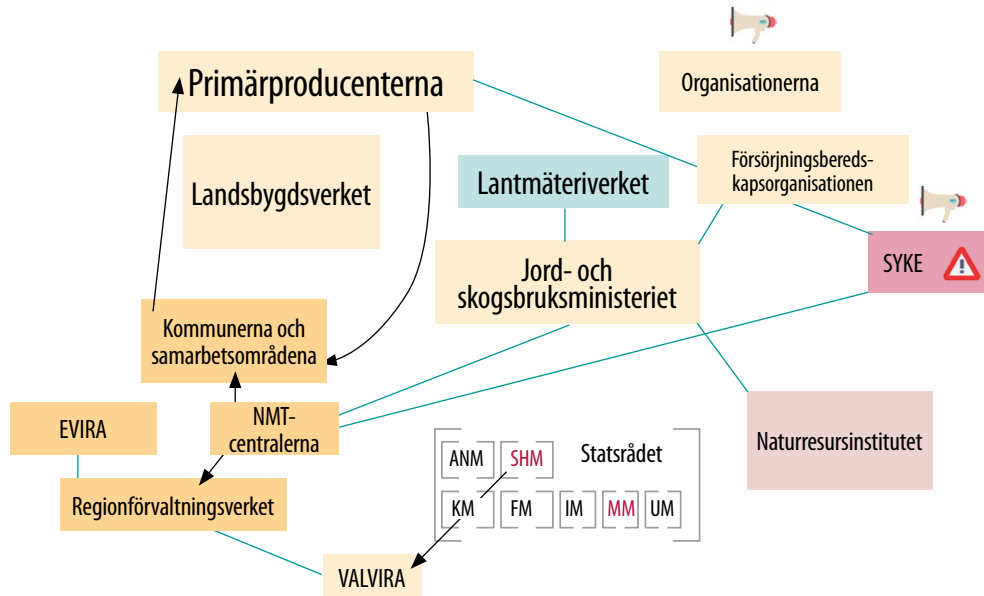 Primärproducenterna
Organisationerna
Landsbygdsverket
Lantmäteriverket
Försörjningsbereds-
kapsorganisationen
SYKE
Jord- och
skogsbruksministeriet
Kommunerna och
samarbetsområdena
EVIRA
NMT-
centralerna
Naturresursinstitutet
ANM
SHM
Statsrådet
Regionförvaltningsverket
KM
FM
IM
MM
UM
VALVIRA